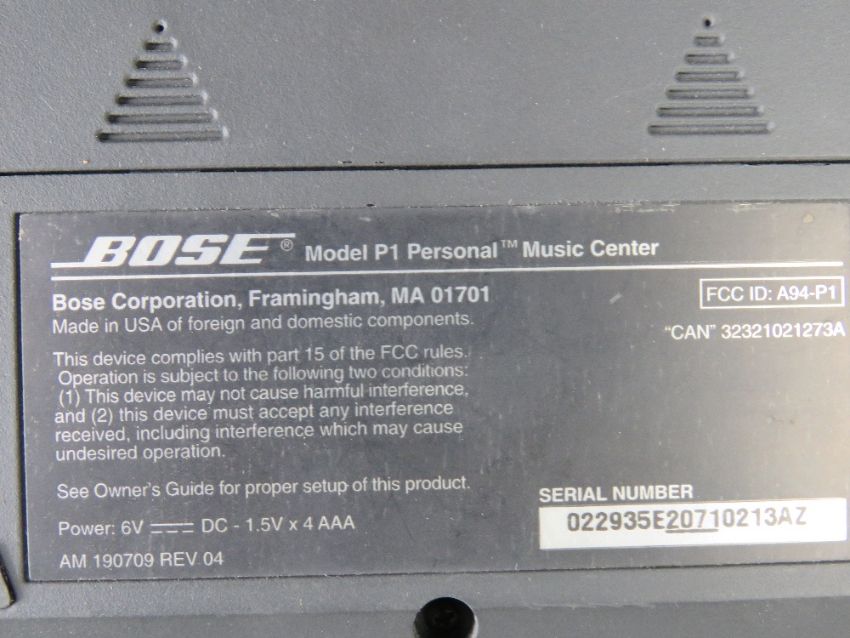 BOSE® Model P1 Personal™ Music Center
Bose Corporation, Framingham, MA 01701
FCC ID: A94-P1
Made in USA of foreign and domestic components.
"CAN" 32321021273A
This device complies with part 15 of the FCC rules.
Operation is subject to the following two conditions:
(1) This device may not cause harmful interference,
and (2) this device must accept any interference
received, including interference which may cause
undesired operation.
See Owner's Guide for proper setup of this product.
Power: 6V ⎓ DC - 1.5V x 4 AAA
AM 190709 REV 04
SERIAL NUMBER
022935E20710213AZ